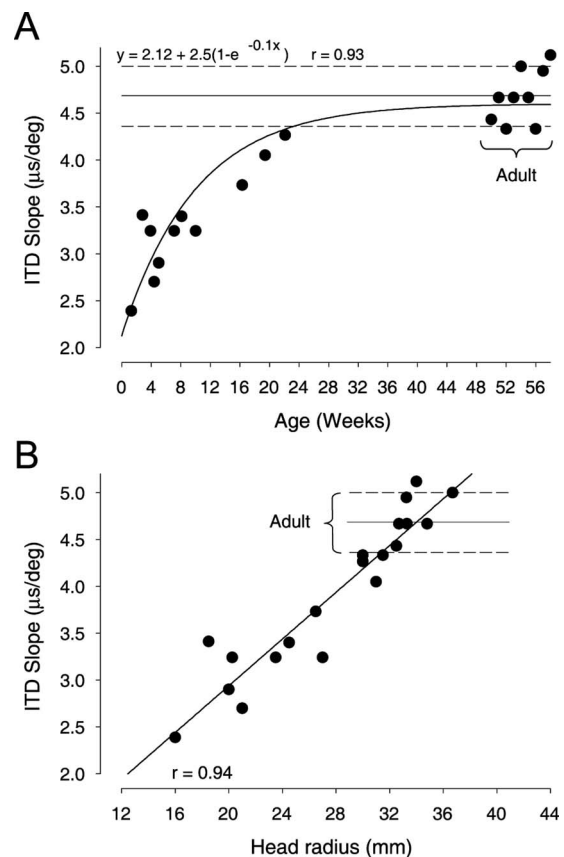 A
y = 2.12 + 2.5(1-e -0.1x) r = 0.93
5.0
4.5
4.0
3.5
3.0
2.5
2.0
ITD Slope (μs/deg)
Adult
0 4 8 12 16 20 24 28 32 36 40 44 48 52 56
Age (Weeks)
B
5.0
4.5
4.0
3.5
3.0
2.5
2.0
ITD Slope (μs/deg)
Adult
r = 0.94
12 16 20 24 28 32 36 40 44
Head radius (mm)